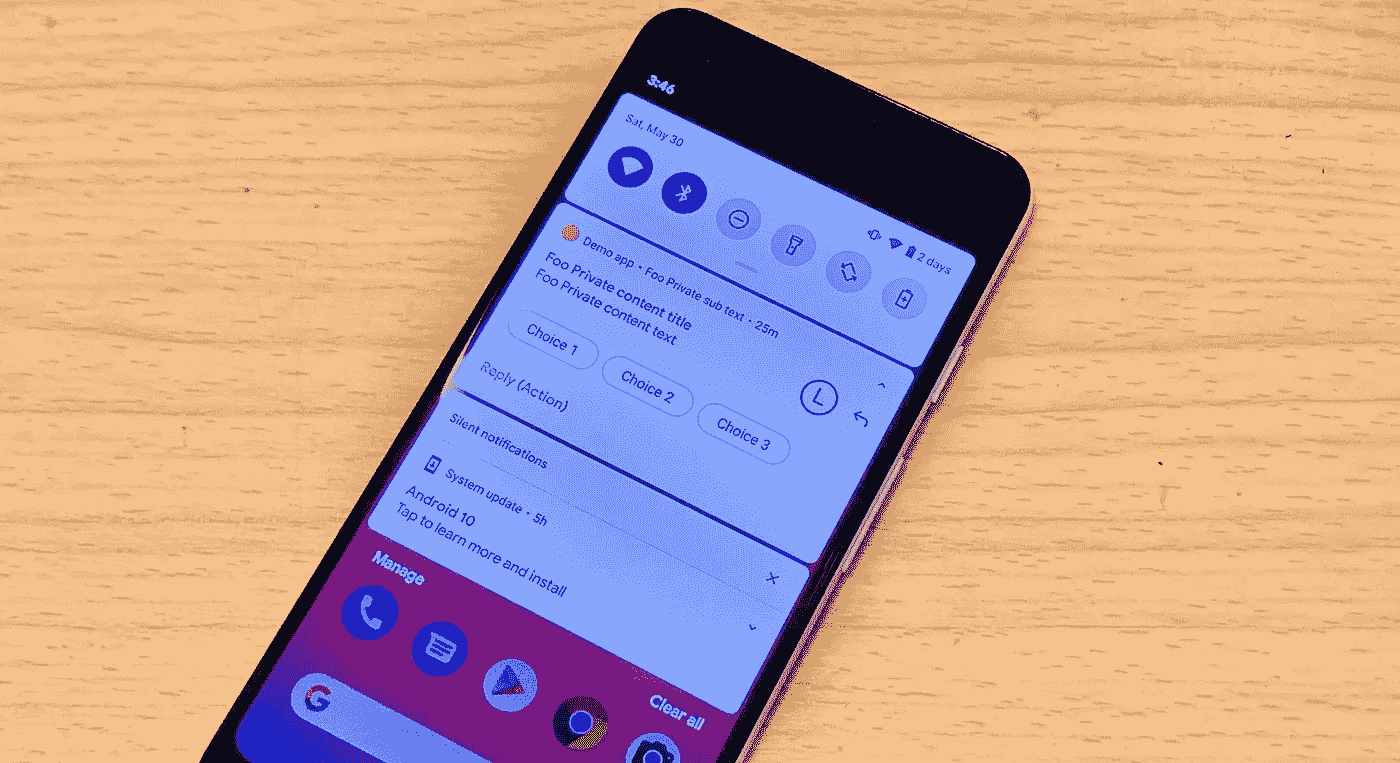 3:46
Sat, May 30
2 days
Demo app • Foo Private sub text • 25m
Foo Private content title
Foo Private content text
L
Choice 1
Choice 2
Choice 3
Reply (Action)
Silent notifications
System update • 5h
Android 10
Tap to learn more and install
Manage
Clear all
G